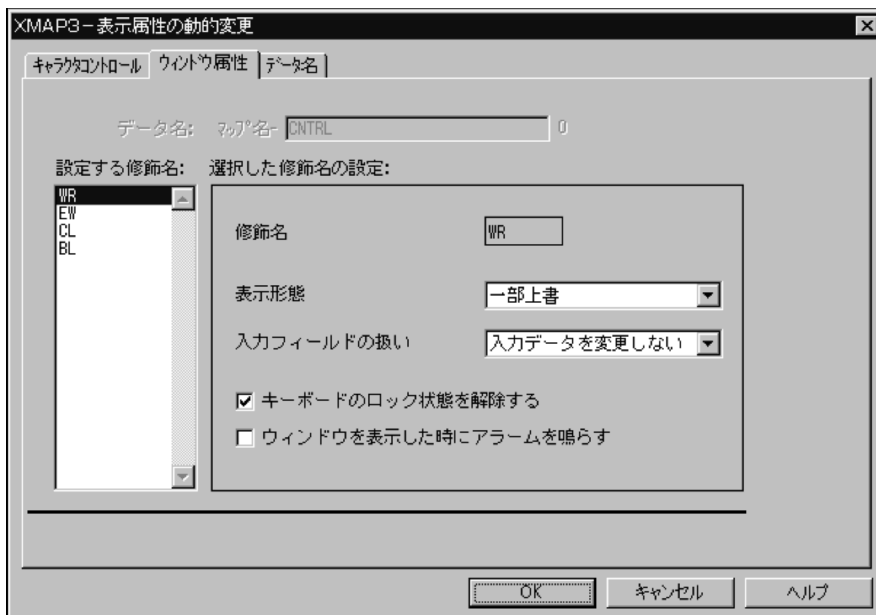 XMAP3-表示属性の動的変更
ｷｬﾗｸﾀｺﾝﾄﾛｰﾙ ｳｨﾝﾄﾞｳ属性 ﾃﾞｰﾀ名
データ名: ﾏｯﾌﾟ名- CNTRL 0
設定する修飾名: 選択した修飾名の設定:
WR
EW
CL
BL
修飾名 WR
表示形態 一部上書
入力フィールドの扱い 入力データを変更しない
キーボードのロック状態を解除する
ウィンドウを表示した時にアラームを鳴らす
OK キャンセル ヘルプ